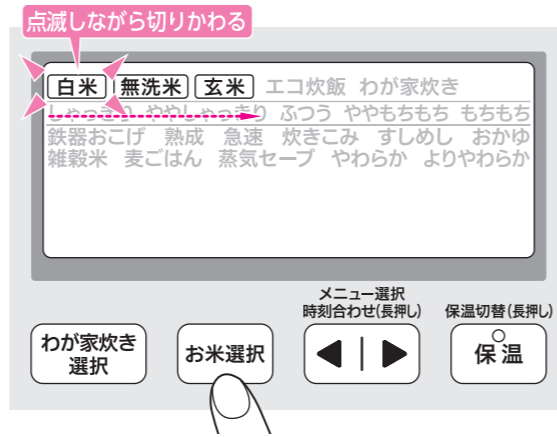 点滅しながら切りかわる
白米 無洗米 玄米 エコ炊飯 わが家炊き
しゃっきり ややしゃっきり ふつう ややもちもち もちもち
鉄器おこげ 熟成 急速 炊きこみ すしめし おかゆ
雑穀米 麦ごはん 蒸気セーブ やわらか よりやわらか
メニュー選択
時刻合わせ(長押し) 保温切替(長押し)
わが家炊き
選択
お米選択
保温